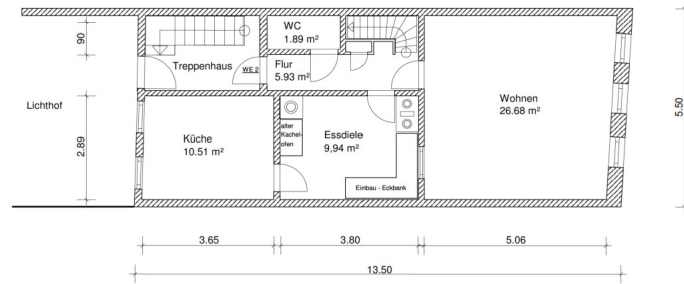 90
WC
1.89 m²
Treppenhaus
WE 2
Flur
5.93 m²
Lichthof
Wohnen
26.68 m²
5.50
2.89
Küche
10.51 m²
alter
Kachel-
ofen
Essdiele
9,94 m²
Einbau - Eckbank
3.65
3.80
5.06
13.50